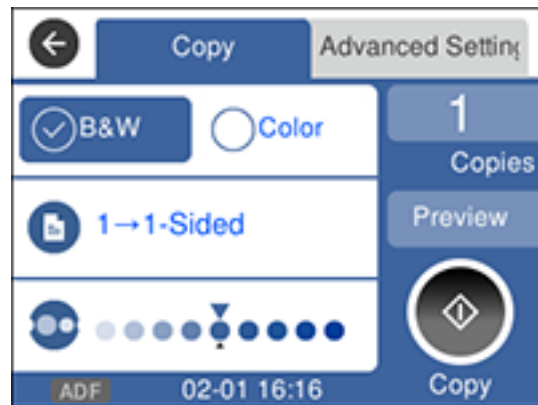 Copy
Advanced Setting
B&W
Color
1
Copies
1→1-Sided
Preview
ADF
02-01 16:16
Copy